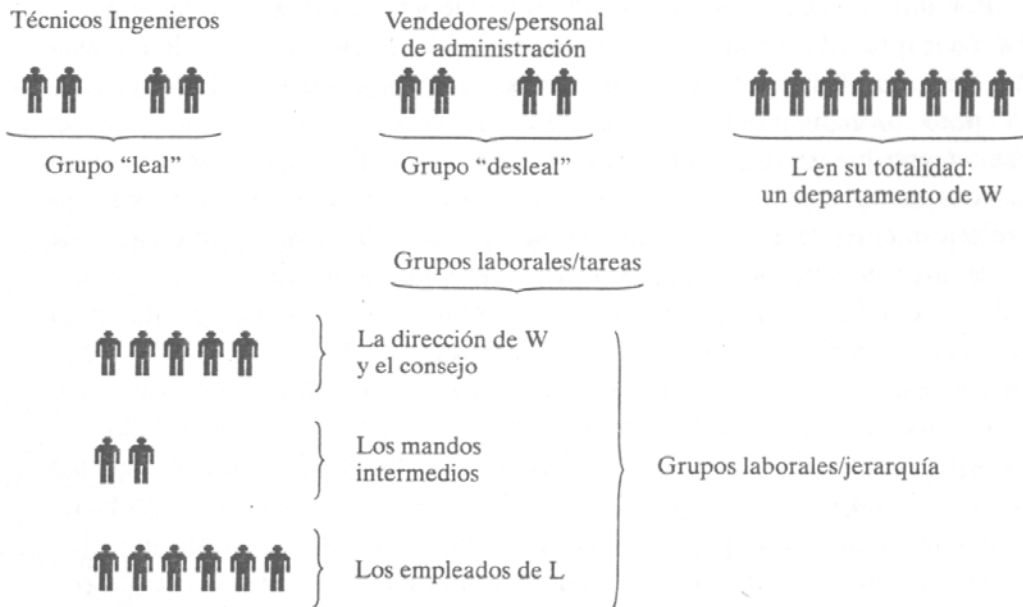 Técnicos Ingenieros
Vendedores/personal
de administración
Grupo “leal”
Grupo “desleal”
L en su totalidad:
un departamento de W
Grupos laborales/tareas
La dirección de W
y el consejo
Los mandos
intermedios
Grupos laborales/jerarquía
Los empleados de L